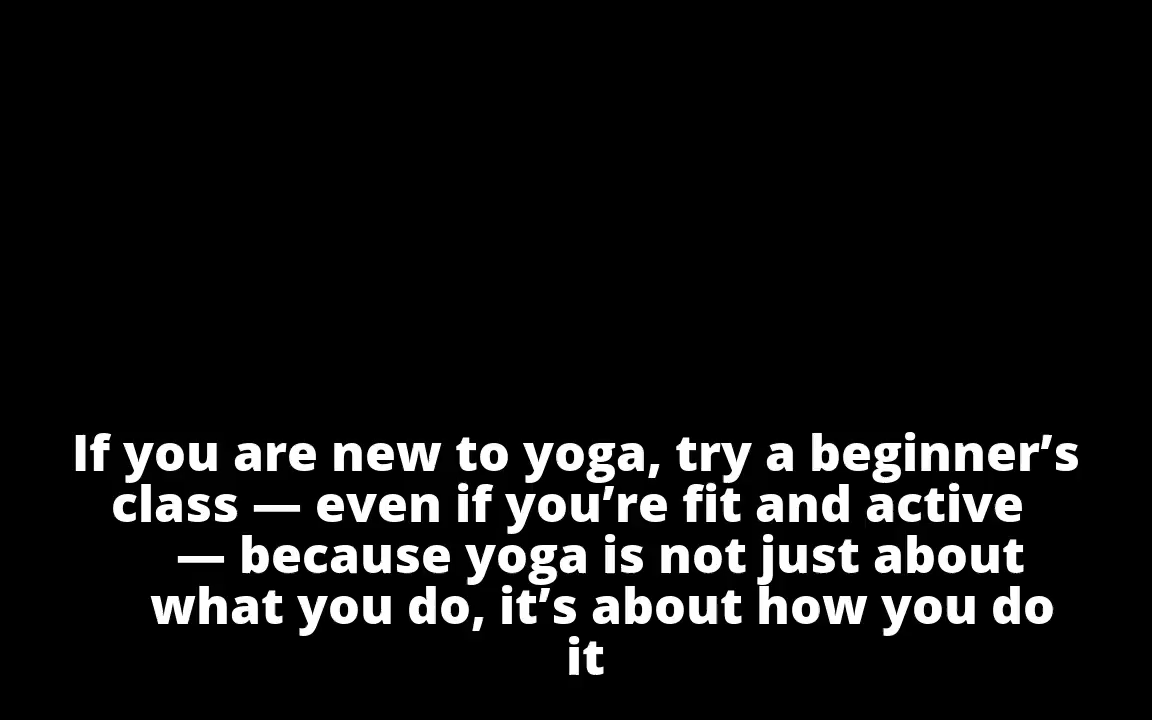 If you are new to yoga, try a beginner’s
class — even if you’re fit and active
— because yoga is not just about
what you do, it’s about how you do
it